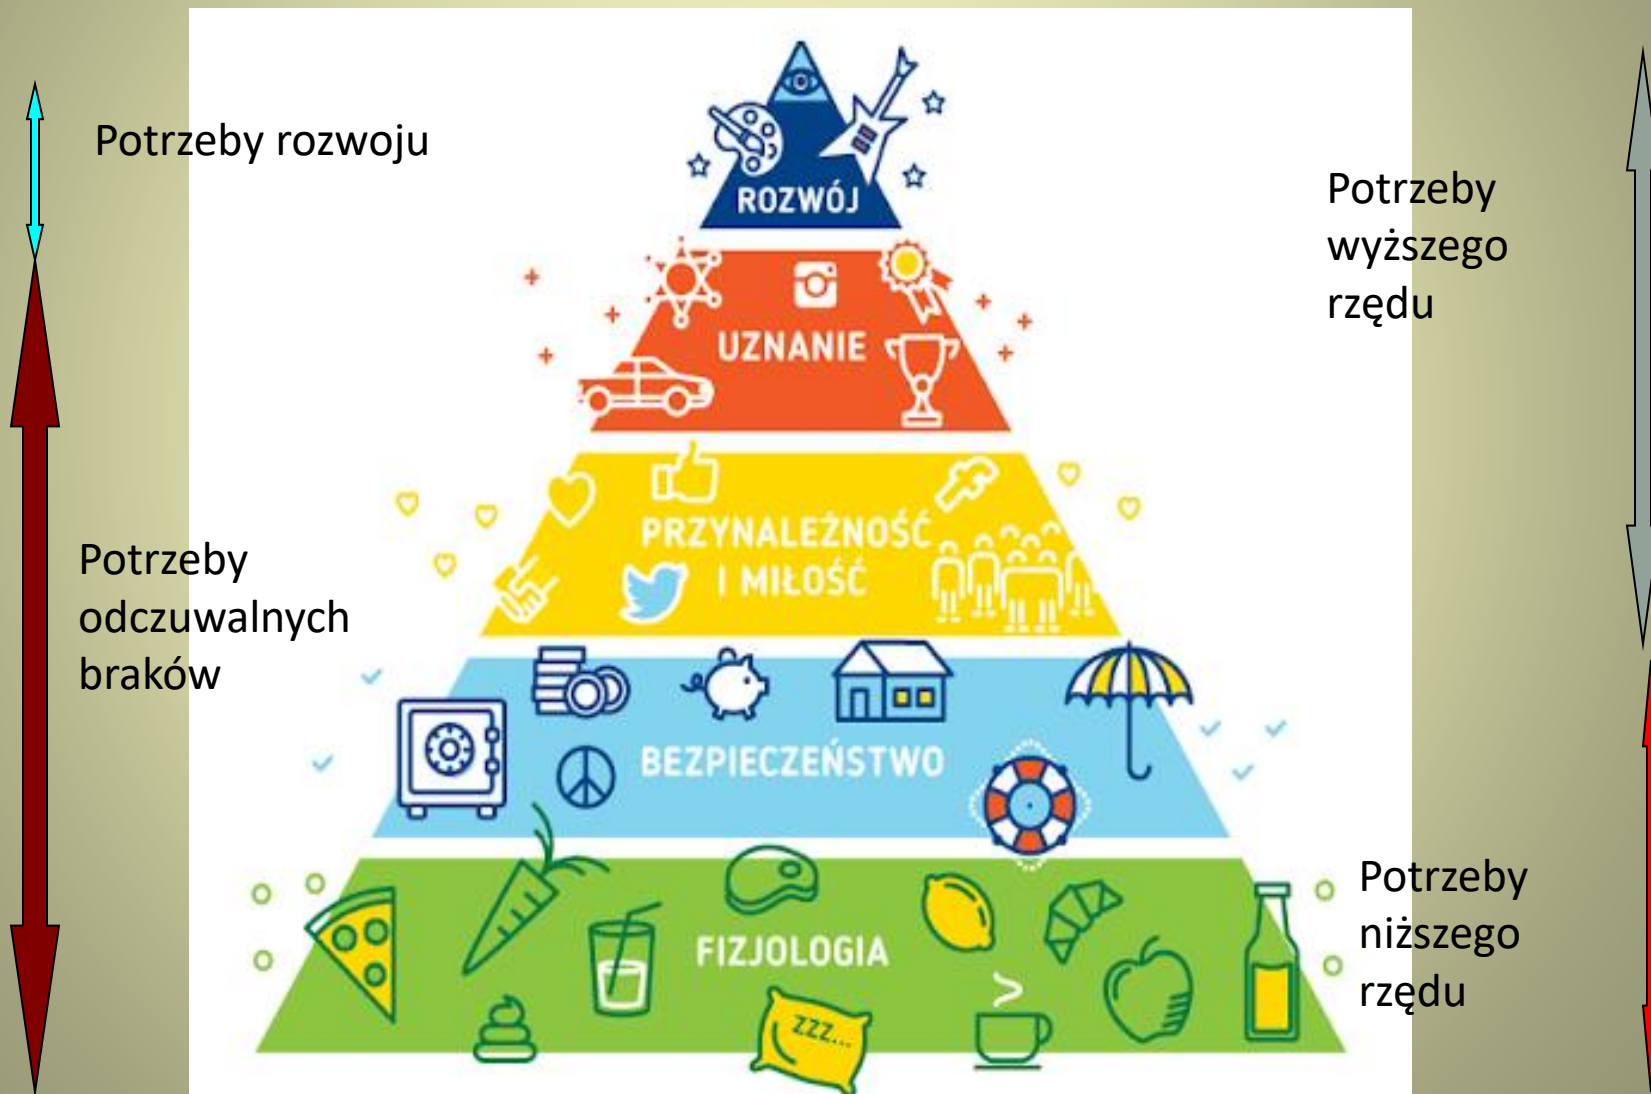 Potrzeby rozwoju
ROZWÓJ
Potrzeby
wyższego
rzędu
UZNANIE
PRZYNALEŻNOŚĆ
I MIŁOŚĆ
Potrzeby
odczuwalnych
braków
BEZPIECZEŃSTWO
FIZJOLOGIA
Potrzeby
niższego
rzędu
ZZZ...